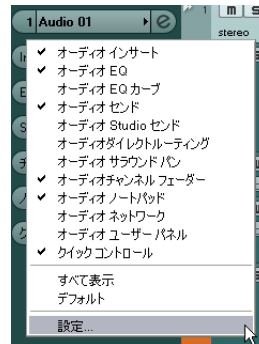 1 Audio 01
1 m s
stereo
オーディオ インサート
オーディオ EQ
オーディオ EQ カーブ
オーディオ センド
オーディオ Studio センド
オーディオダイレクトルーティング
オーディオ サラウンド パン
オーディオチャンネル フェーダー
オーディオ ノートパッド
オーディオ ネットワーク
オーディオ ユーザー パネル
クイック コントロール
すべて表示
デフォルト
設定...